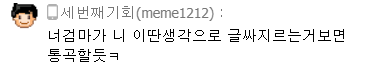 세번째기회(meme1212) :
녀검마가 니 이딴생각으로 글싸지르는거보면
통곡할듯ㅋ